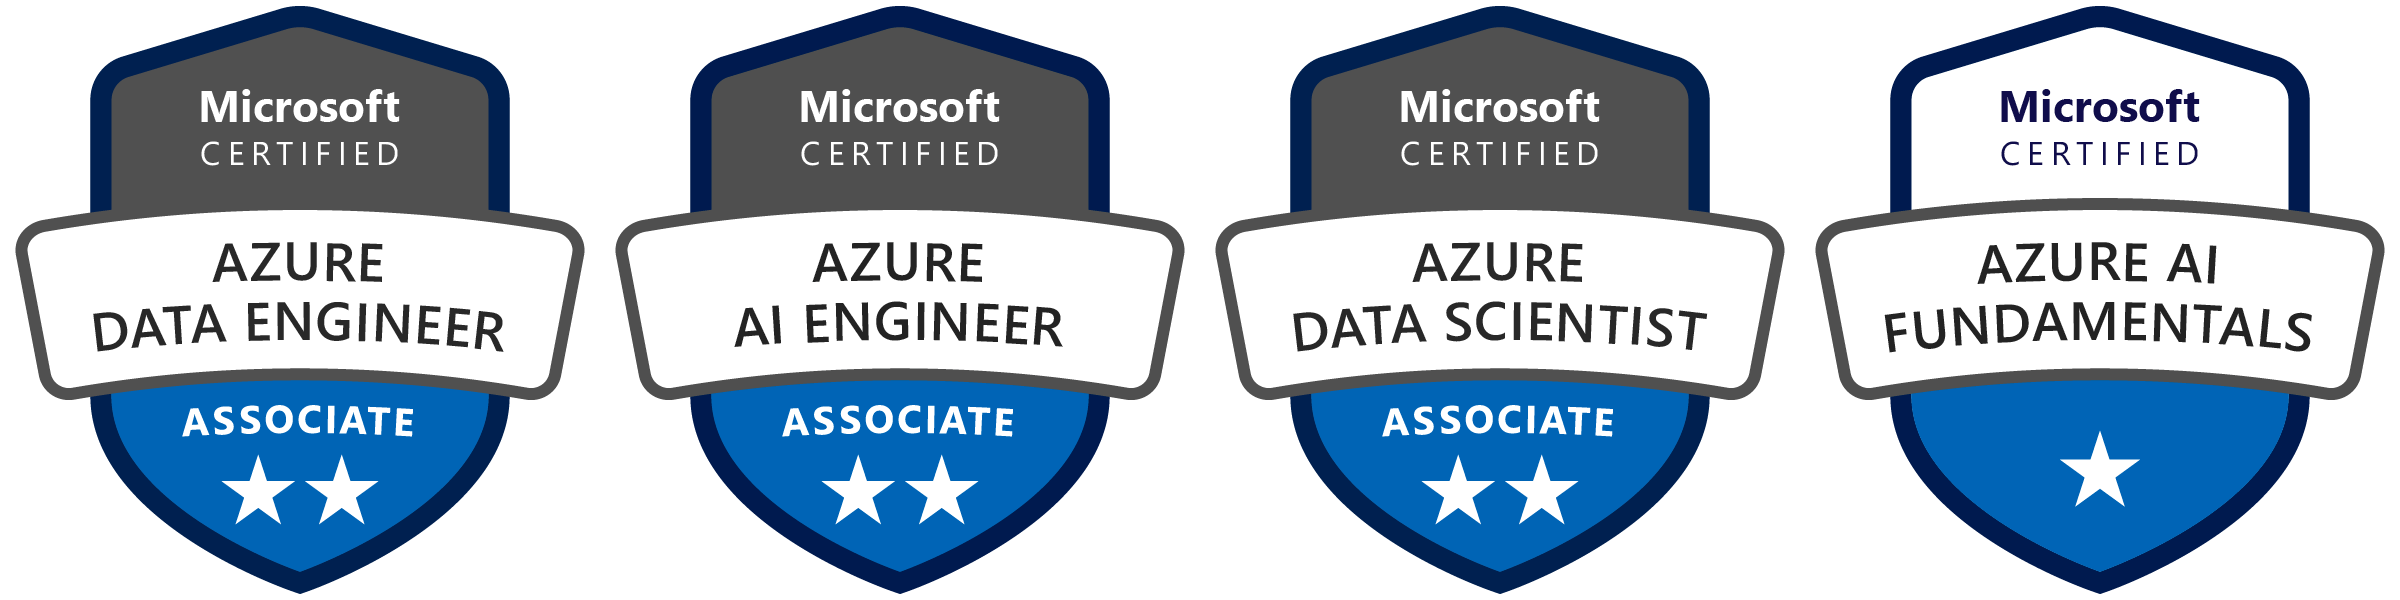 Microsoft
CERTIFIED
AZURE
DATA ENGINEER
ASSOCIATE
Microsoft
CERTIFIED
AZURE
AI ENGINEER
ASSOCIATE
Microsoft
CERTIFIED
AZURE
DATA SCIENTIST
ASSOCIATE
Microsoft
CERTIFIED
AZURE AI
FUNDAMENTALS